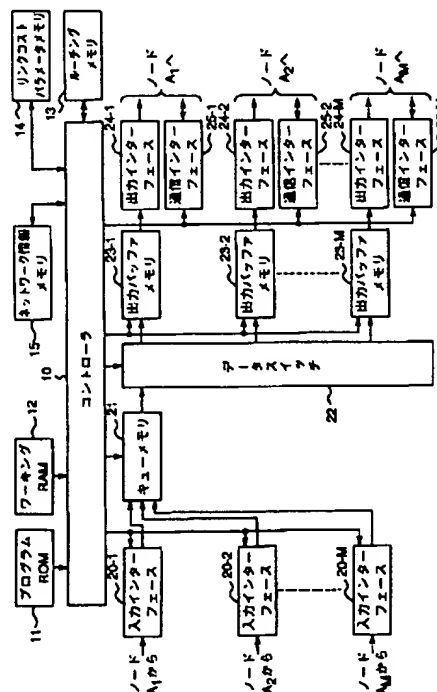 11
プログラム
ROM
12
ワーキング
RAM
10
15
ネットワーク情報
メモリ
14
リンクコスト
パラメータメモリ
13
ルーチング
メモリ
コントローラ
ノード
A1から
20-1
入力インター
フェース
ノード
A2から
20-2
入力インター
フェース
ノード
AMから
20-M
入力インター
フェース
21
キューメモリ
データスイッチ
22
23-1
出力バッファ
メモリ
23-2
出力バッファ
メモリ
23-M
出力バッファ
メモリ
24-1
出力インター
フェース
通信インター
フェース
25-1
ノード
A1へ
24-2
出力インター
フェース
通信インター
フェース
25-2
ノード
A2へ
24-M
出力インター
フェース
通信インター
フェース
ノード
AMへ